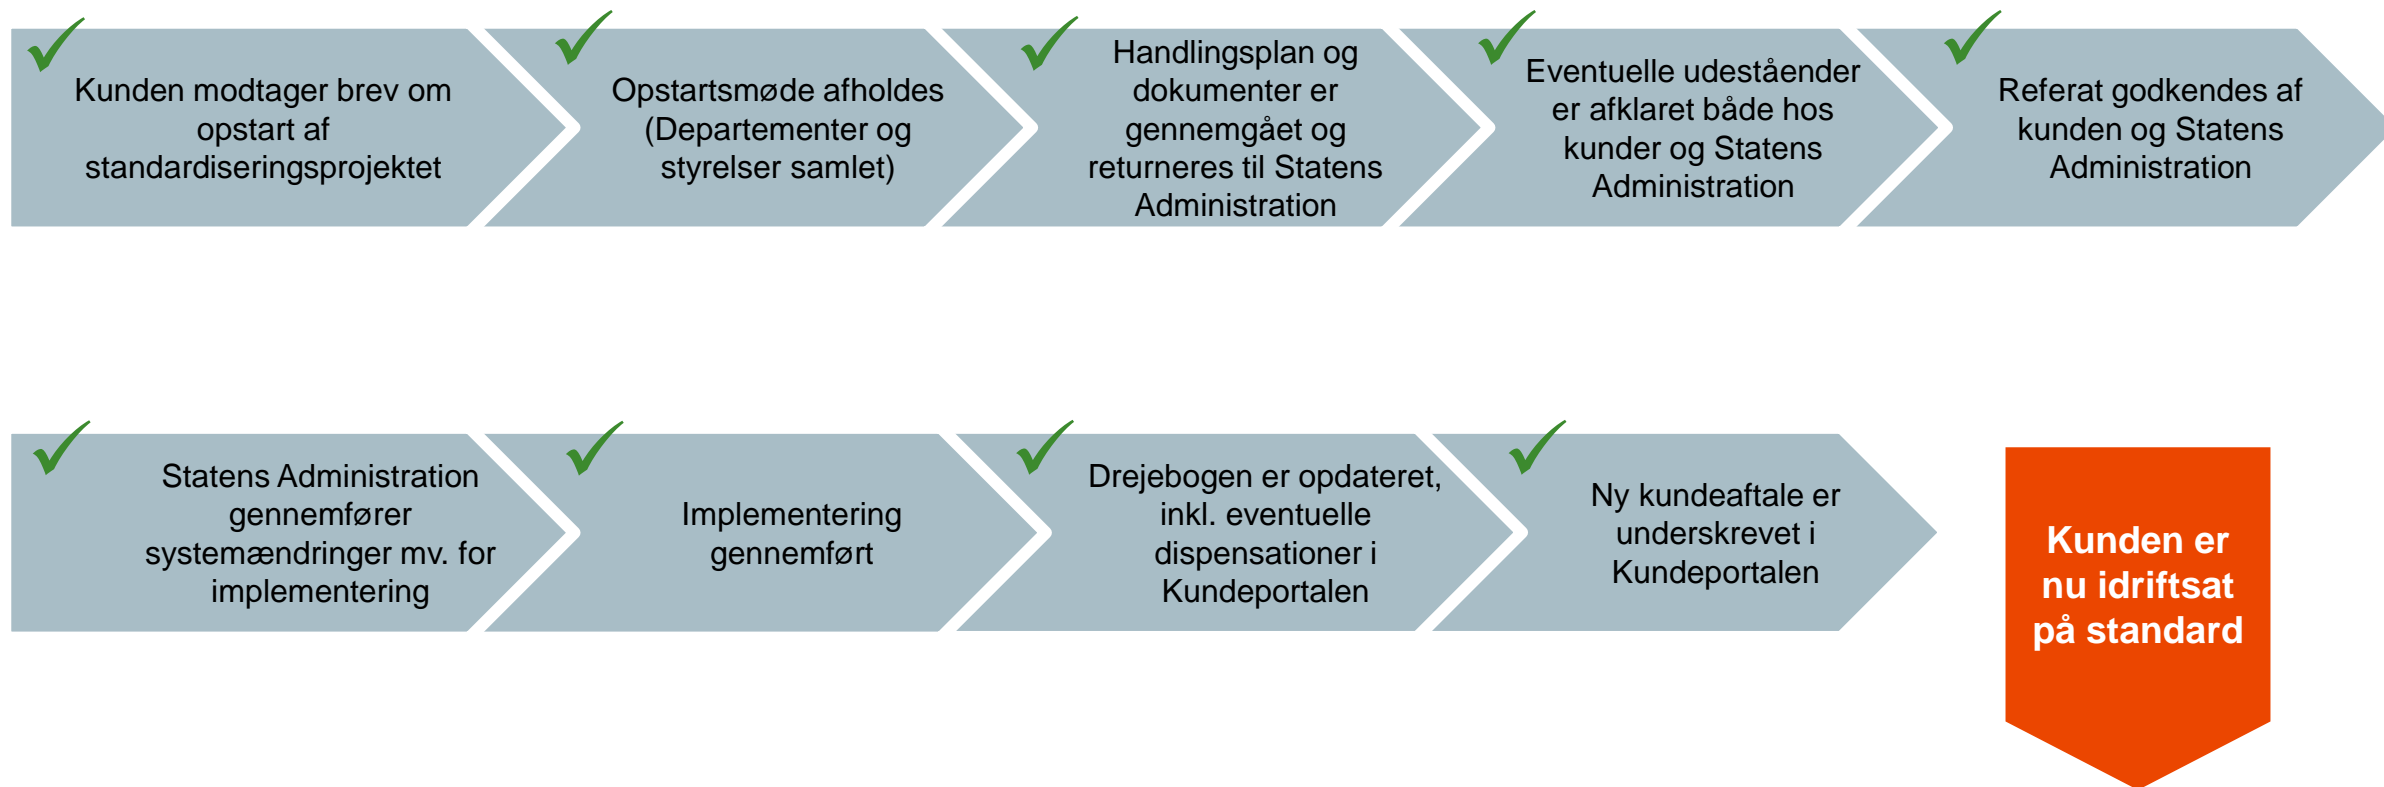 Kunden modtager brev om
opstart af
standardiseringsprojektet
Opstartsmøde afholdes
(Departementer og
styrelser samlet)
Handlingsplan og
dokumenter er
gennemgået og
returneres til Statens
Administration
Eventuelle udeståender
er afklaret både hos
kunder og Statens
Administration
Referat godkendes af
kunden og Statens
Administration
Statens Administration
gennemfører
systemændringer mv. for
implementering
Implementering
gennemført
Drejebogen er opdateret,
inkl. eventuelle
dispensationer i
Kundeportalen
Ny kundeaftale er
underskrevet i
Kundeportalen
Kunden er
nu idriftsat
på standard